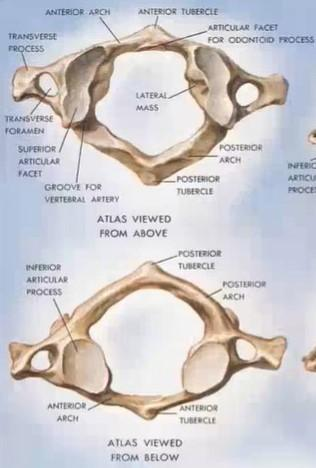 ANTERIOR ARCH
ANTERIOR TUBERCLE
ARTICULAR FACET
FOR ODONTOID PROCESS
TRANSVERSE
PROCESS
LATERAL
MASS
TRANSVERSE
FORAMEN
SUPERIOR
ARTICULAR
FACET
POSTERIOR
ARCH
POSTERIOR
TUBERCLE
GROOVE FOR
VERTEBRAL ARTERY
ATLAS VIEWED
FROM ABOVE
POSTERIOR
TUBERCLE
INFERIOR
ARTICULAR
PROCESS
POSTERIOR
ARCH
ANTERIOR
ARCH
ANTERIOR
TUBERCLE
ATLAS VIEWED
FROM BELOW